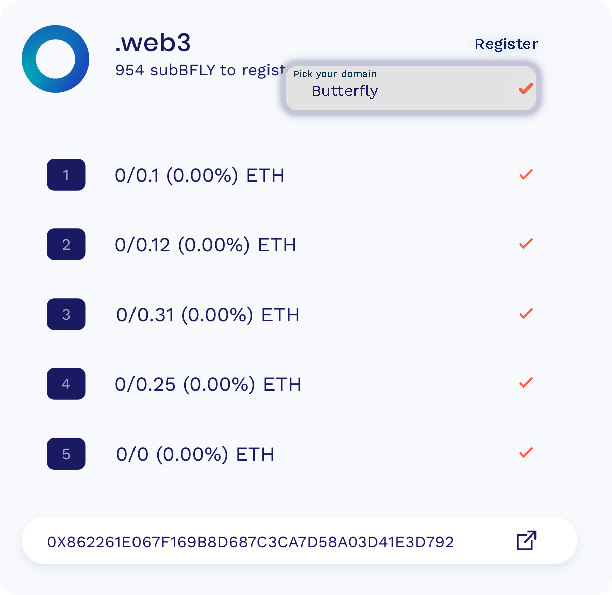 .web3
Register
954 subBFLY to regist
Pick your domain
Butterfly
1 0/0.1 (0.00%) ETH
2 0/0.12 (0.00%) ETH
3 0/0.31 (0.00%) ETH
4 0/0.25 (0.00%) ETH
5 0/0 (0.00%) ETH
0X862261E067F169B8D687C3CA7D58A03D41E3D792